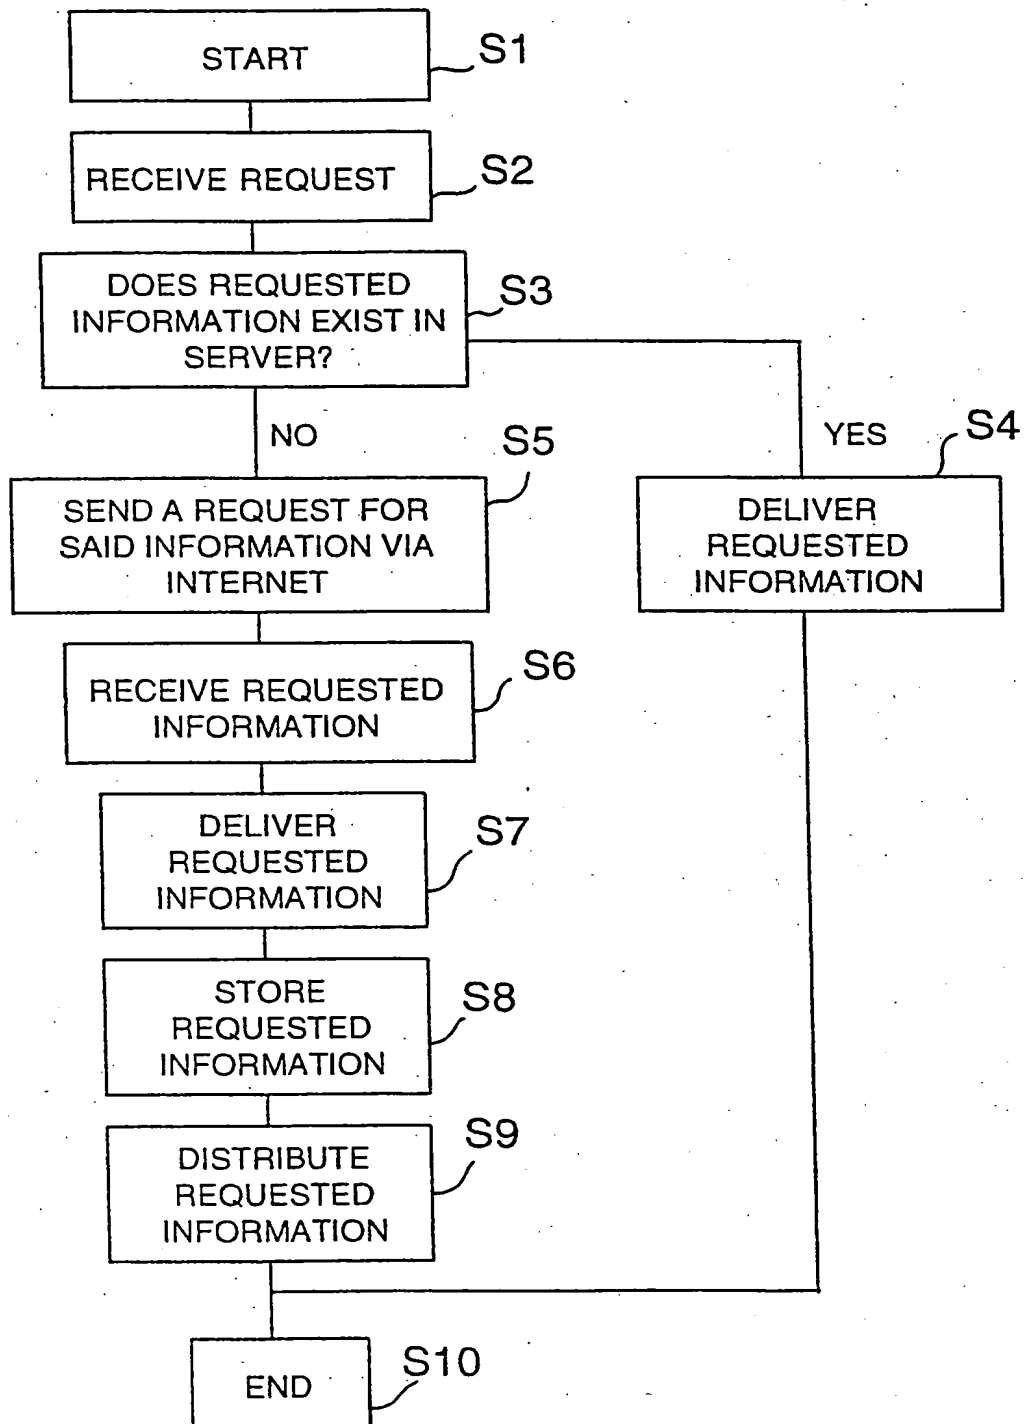 START
S1
RECEIVE REQUEST
S2
DOES REQUESTED
INFORMATION EXIST IN
SERVER?
S3
NO
YES
S4
DELIVER
REQUESTED
INFORMATION
S5
SEND A REQUEST FOR
SAID INFORMATION VIA
INTERNET
S6
RECEIVE REQUESTED
INFORMATION
S7
DELIVER
REQUESTED
INFORMATION
S8
STORE
REQUESTED
INFORMATION
S9
DISTRIBUTE
REQUESTED
INFORMATION
S10
END